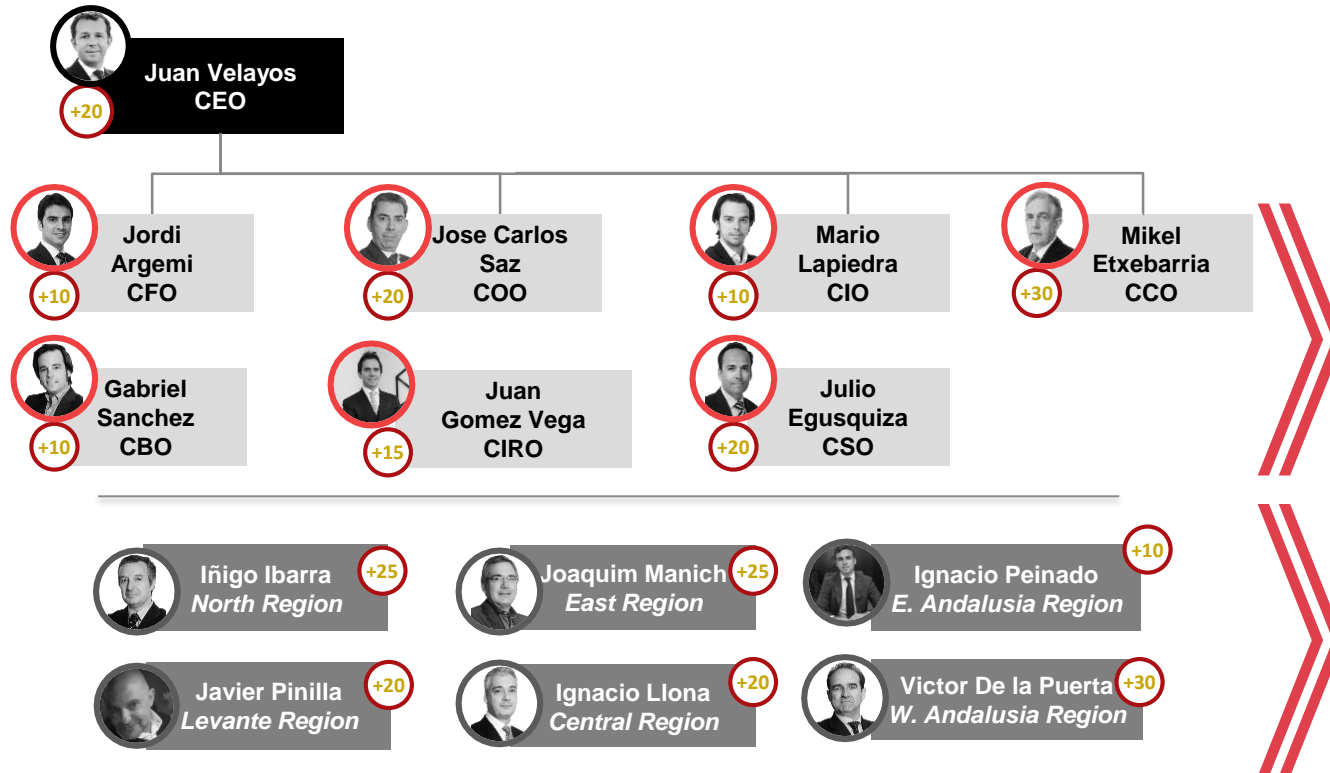 Juan Velayos
CEO
+20
Jordi
Argemi
CFO
+10
Jose Carlos
Saz
COO
+20
Mario
Lapiedra
CIO
+10
Mikel
Etxebarria
CCO
+30
Gabriel
Sanchez
CBO
+10
Juan
Gomez Vega
CIRO
+15
Julio
Egusquiza
CSO
+20
Iñigo Ibarra
North Region
+25
Joaquim Manich
East Region
+25
Ignacio Peinado
E. Andalusia Region
+10
Javier Pinilla
Levante Region
+20
Ignacio Llona
Central Region
+20
Victor De la Puerta
W. Andalusia Region
+30